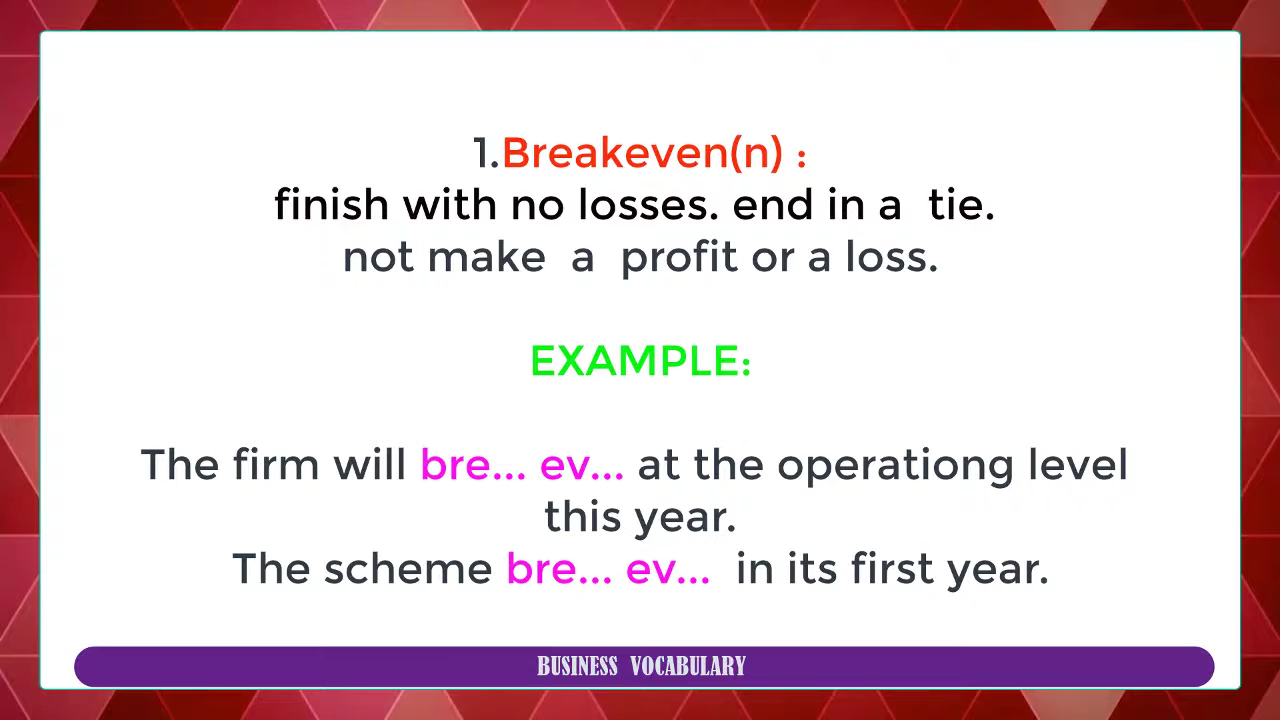 1.Breakeven(n) :
finish with no losses. end in a tie.
not make a profit or a loss.
EXAMPLE:
The firm will bre... ev... at the operationg level
this year.
The scheme bre... ev... in its first year.
BUSINESS VOCABULARY